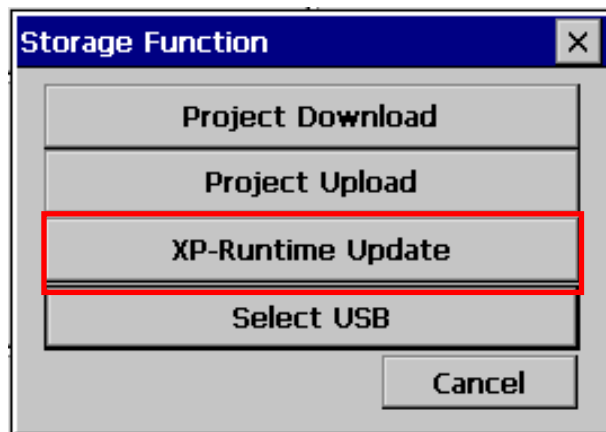 Storage Function
Project Download
Project Upload
XP-Runtime Update
Select USB
Cancel